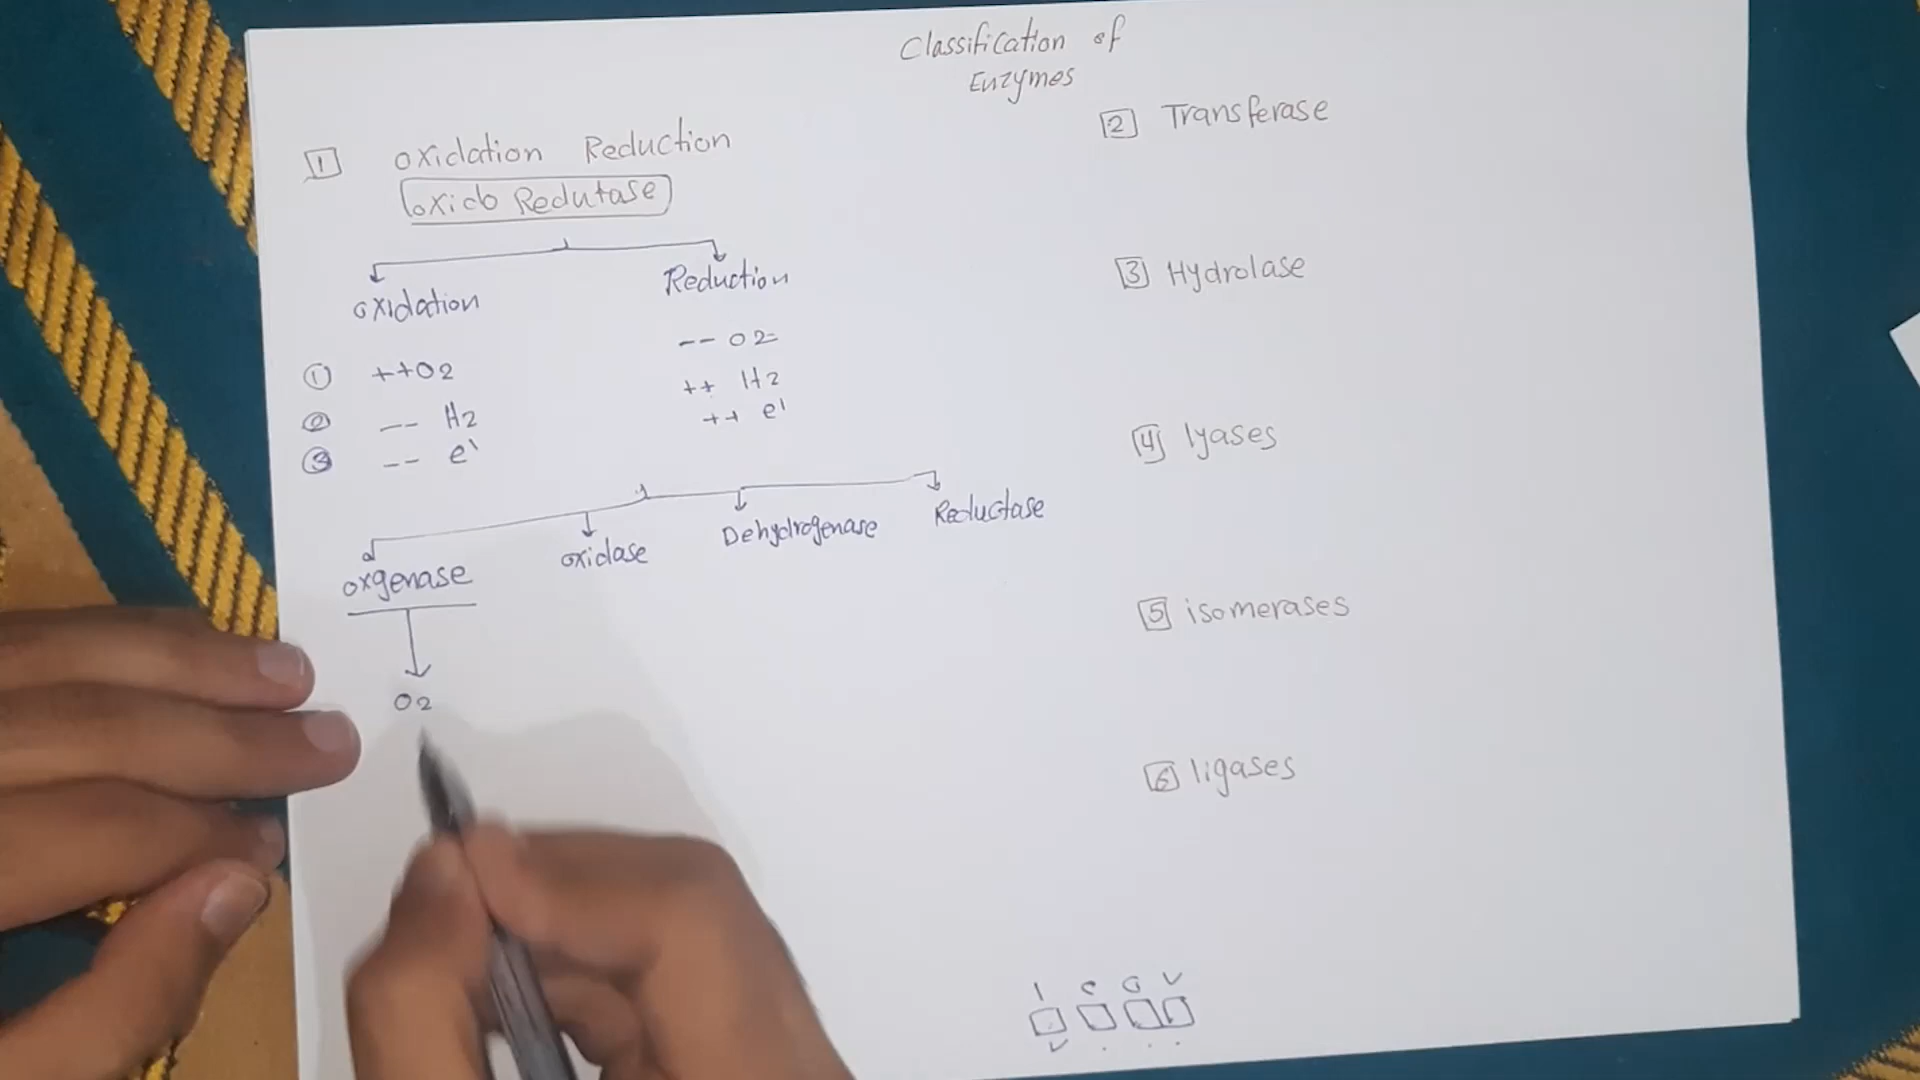 Classification of
Enzymes
1 oxidation Reduction
oxido Redutase
oxidation
Reduction
① ++O2
② -- H2
③ -- e'
-- O2
++ H2
++ e'
oxgenase
oxidase
Dehydrogenase
Reductase
O2
2 Transferase
3 Hydrolase
4 lyases
5 isomerases
6 ligases